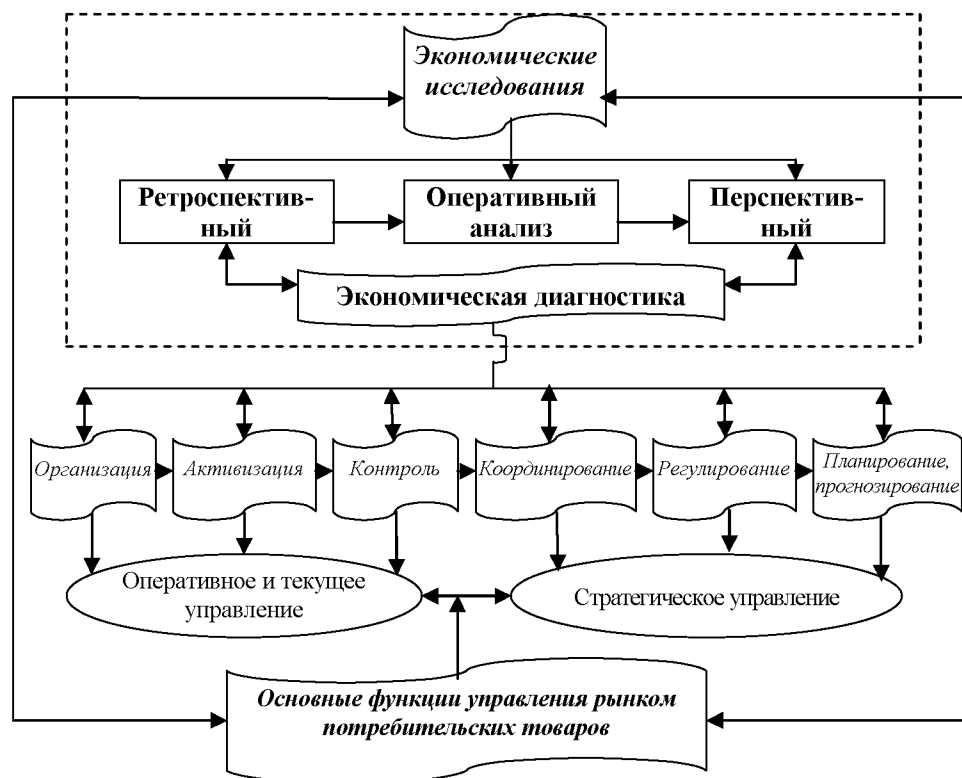 Экономические
исследования
Ретроспектив-
ный
Оперативный
анализ
Перспектив-
ный
Экономическая диагностика
Организация
Активизация
Контроль
Координирование
Регулирование
Планирование,
прогнозирование
Оперативное и текущее
управление
Стратегическое управление
Основные функции управления рынком
потребительских товаров